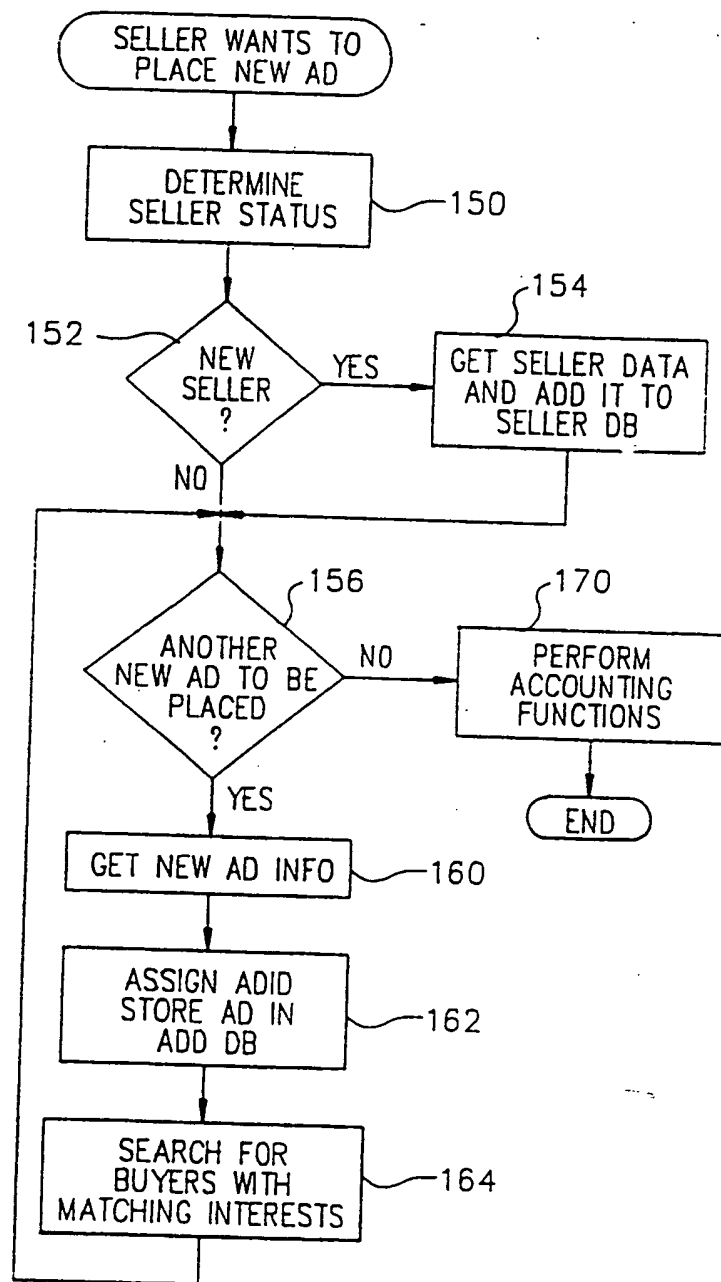 SELLER WANTS TO
PLACE NEW AD
DETERMINE
SELLER STATUS
150
152
NEW
SELLER
?
YES
NO
154
GET SELLER DATA
AND ADD IT TO
SELLER DB
156
ANOTHER
NEW AD TO BE
PLACED
?
NO
YES
170
PERFORM
ACCOUNTING
FUNCTIONS
END
GET NEW AD INFO
160
ASSIGN ADID
STORE AD IN
ADD DB
162
SEARCH FOR
BUYERS WITH
MATCHING INTERESTS
164